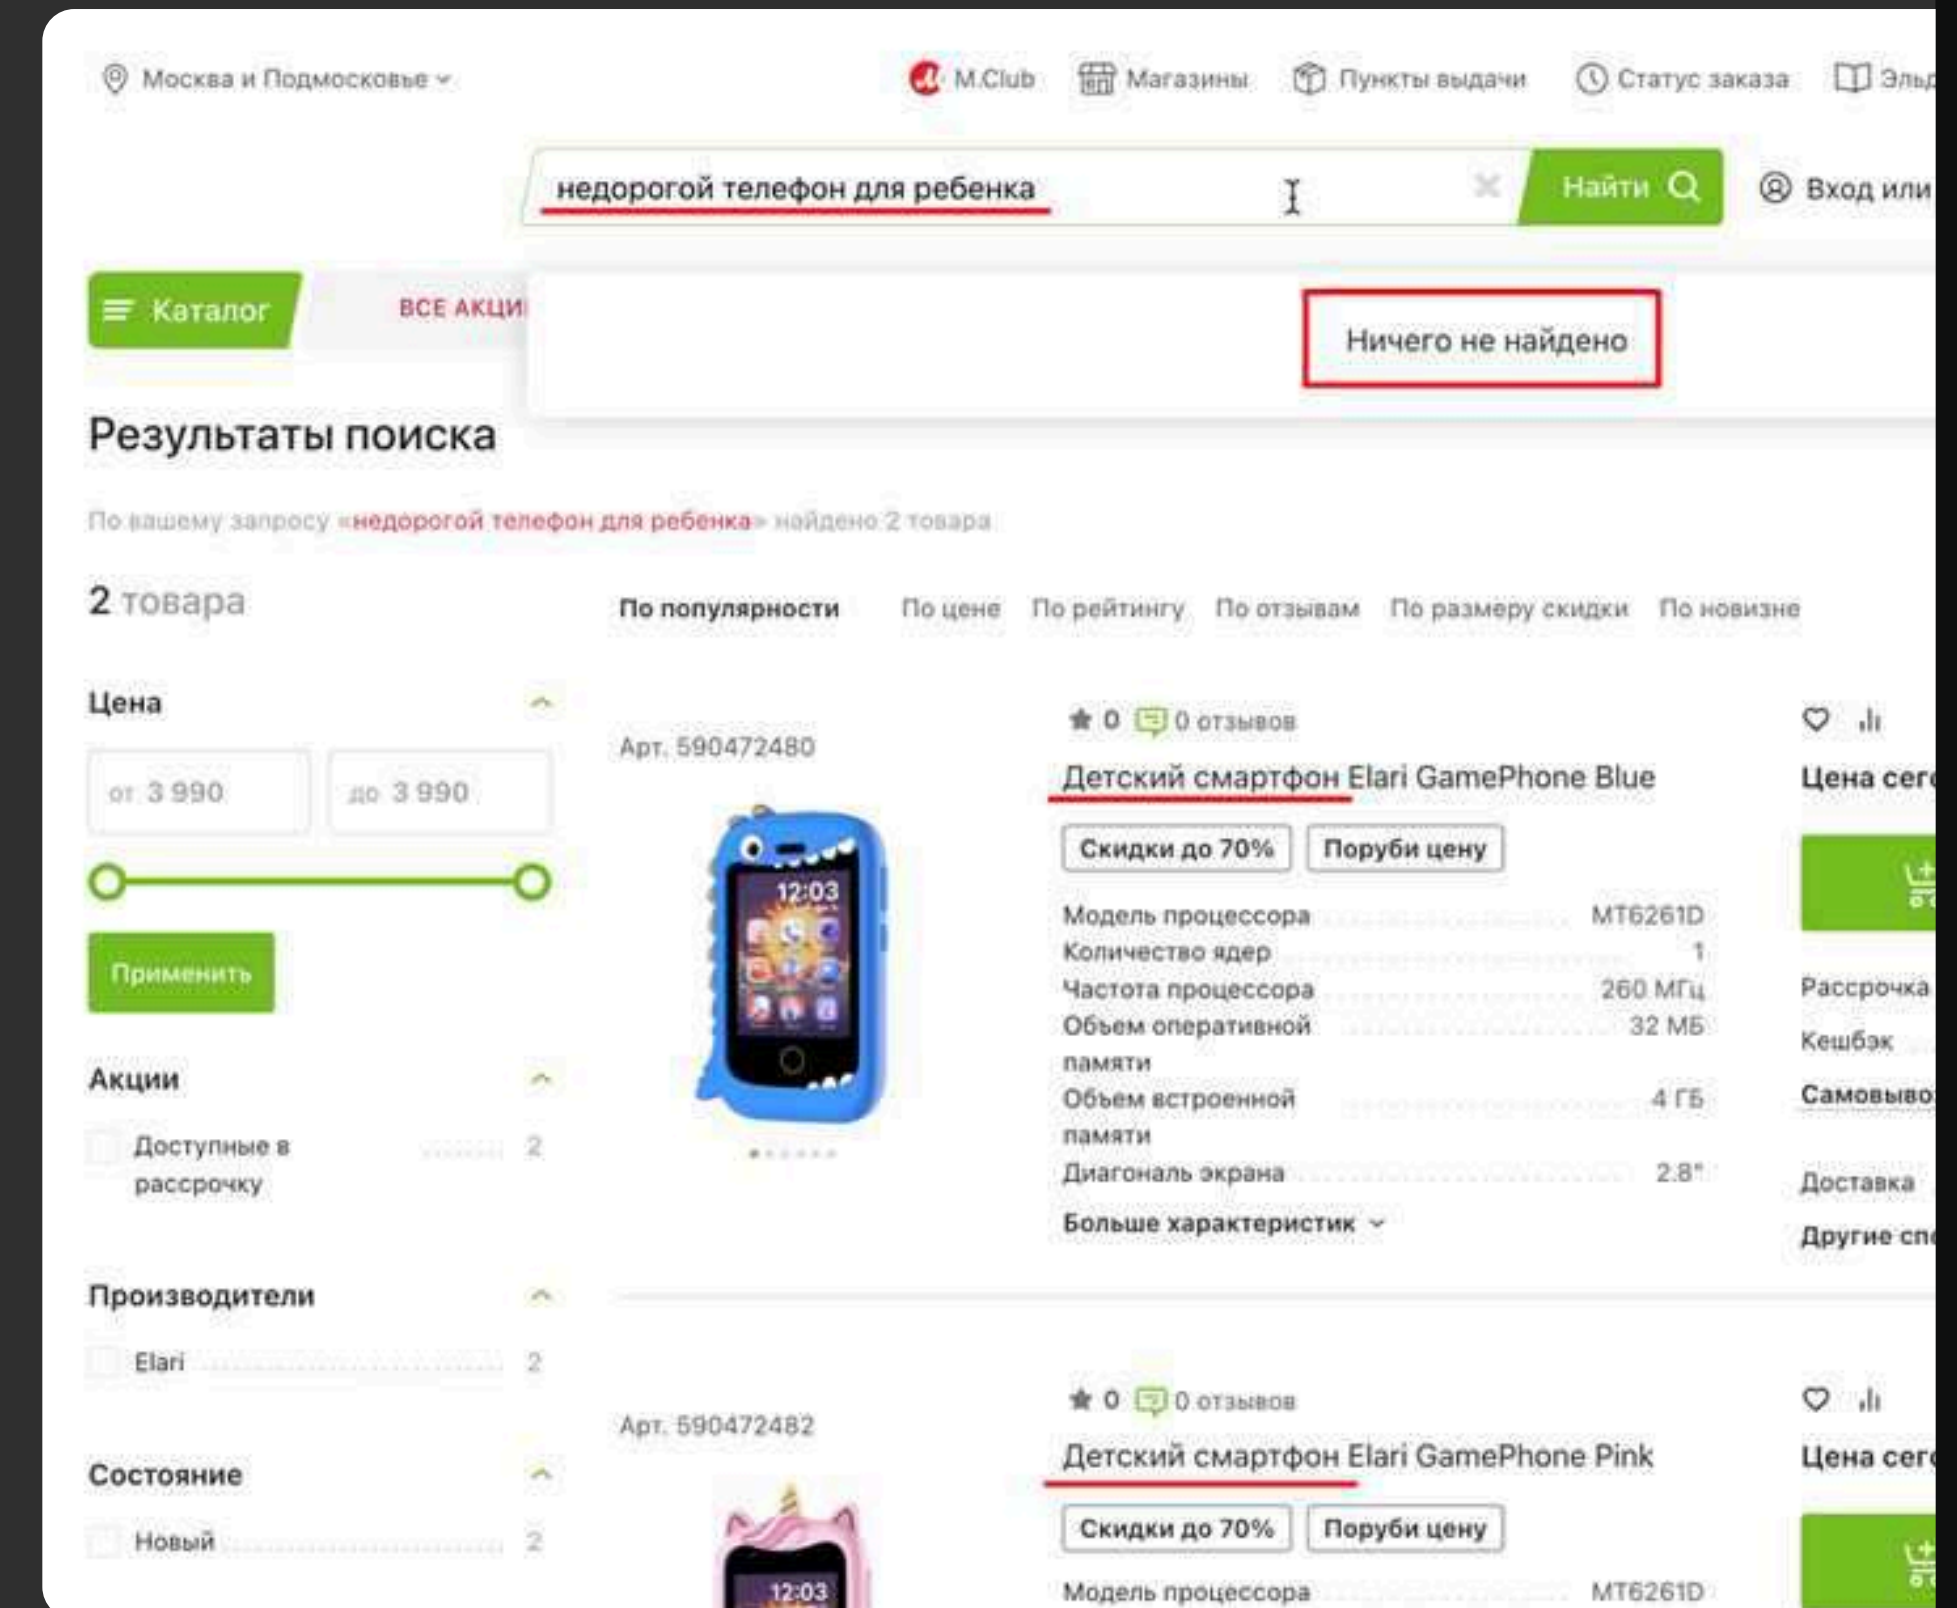 Москва и Подмосковье
M.Club Магазины Пункты выдачи Статус заказа
недорогой телефон для ребенка
Найти
Вход или
Каталог
ВСЕ
Ничего не найдено
Результаты поиска
По вашему запросу «недорогой телефон для ребенка» найдено 2 товара
2 товара
По популярности По цене По рейтингу По отзывам По размеру скидки По новизне
Цена
от 3 990 до 3 990
Применить
Акции
Доступные в
рассрочку
2
Производители
Elari 2
Состояние
Новый 2
Арт. 590472480
12:03
0 0 отзывов
Детский смартфон Elari GamePhone Blue
Скидки до 70% Поруби цену
Модель процессора MT6261D
Количество ядер 1
Частота процессора 260 МГц
Объем оперативной 32 МБ
памяти
Объем встроенной 4 ГБ
памяти
Диагональ экрана 2.8"
Больше характеристик
Цена
Рассрочка
Кешбэк
Доставка
Другие
Арт. 590472482
12:03
0 0 отзывов
Детский смартфон Elari GamePhone Pink
Скидки до 70% Поруби цену
Модель процессора MT6261D
Цена